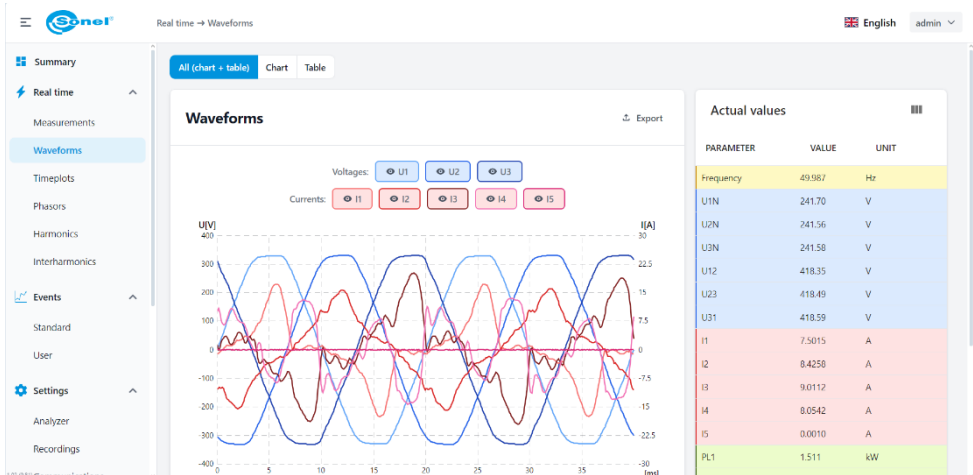 Sonel®
Real time → Waveforms
English
admin
Summary
Real time
Measurements
Waveforms
Timeplots
Phasors
Harmonics
Interharmonics
Events
Standard
User
Settings
Analyzer
Recordings
All (chart + table) Chart Table
Waveforms
Export
Voltages: U1 U2 U3
Currents: I1 I2 I3 I4 I5
U[V] I[A]
400 30
300 22.5
200 15
100 7.5
0 0
-100 -7.5
-200 -15
-300 -22.5
-400 -30
0 5 10 15 20 25 30 35 [ms]
Actual values
PARAMETER VALUE UNIT
Frequency 49.987 Hz
U1N 241.70 V
U2N 241.56 V
U3N 241.58 V
U12 418.35 V
U23 418.49 V
U31 418.59 V
I1 7.5015 A
I2 8.4258 A
I3 9.0112 A
I4 8.0542 A
I5 0.0010 A
PL1 1.511 kW